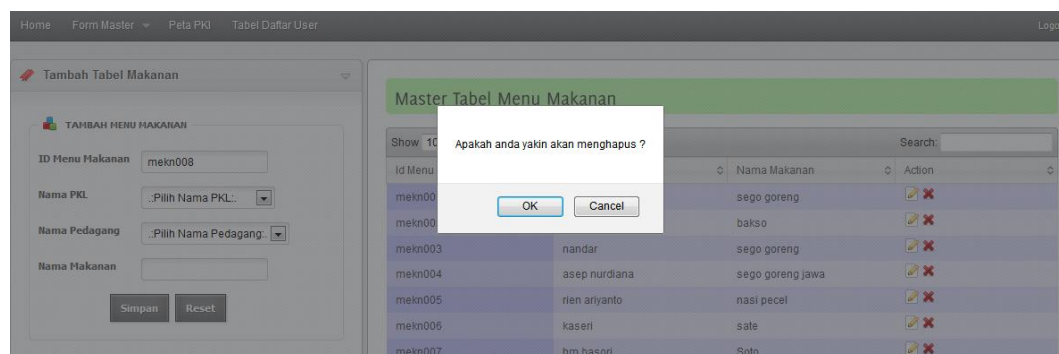 Home Form Master Peta PKl Tabel Daftar User
Tambah Tabel Makanan
TAMBAH MENU MAKANAN
ID Menu Makanan mekn008
Nama PKL .:Pilih Nama PKL:.
Nama Pedagang .:Pilih Nama Pedagang:.
Nama Makanan
Simpan Reset
Master Tabel Menu Makanan
Show 10 Search:
Id Menu Nama Makanan Action
mekn00 sego goreng
mekn00 bakso
mekn003 nandar sego goreng
mekn004 asep nurdiana sego goreng jawa
mekn005 rien ariyanto nasi pecel
mekn006 kaseri sate
mekn007 hm basori Soto
Apakah anda yakin akan menghapus ?
OK Cancel